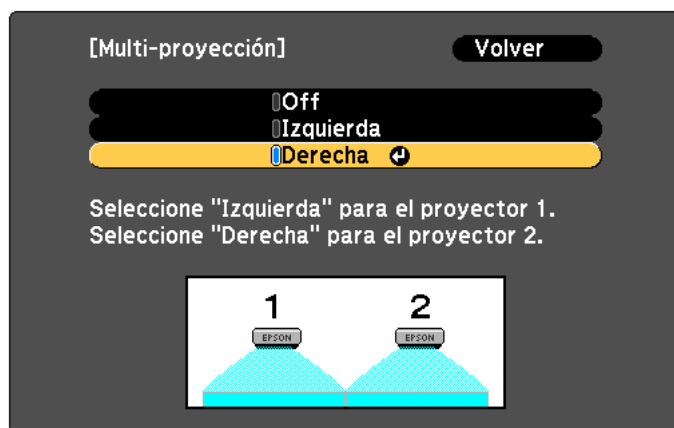 [Multi-proyección] Volver
Off
Izquierda
Derecha
Seleccione "Izquierda" para el proyector 1.
Seleccione "Derecha" para el proyector 2.
1 2
EPSON EPSON